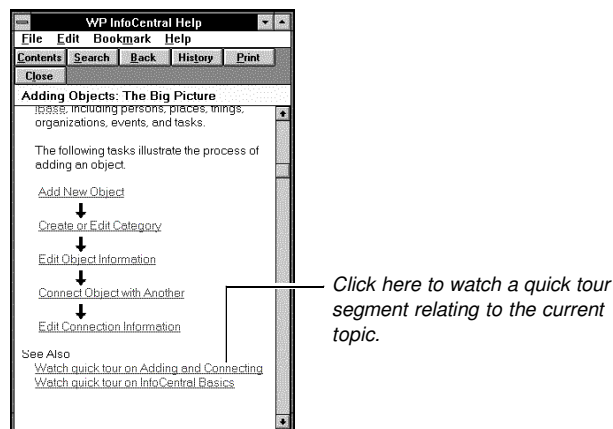 WP InfoCentral Help
File Edit Bookmark Help
Contents Search Back History Print
Close
Adding Objects: The Big Picture
iBase, including persons, places, things,
organizations, events, and tasks.
The following tasks illustrate the process of
adding an object.
Add New Object
Create or Edit Category
Edit Object Information
Connect Object with Another
Edit Connection Information
See Also
Watch quick tour on Adding and Connecting
Watch quick tour on InfoCentral Basics
Click here to watch a quick tour
segment relating to the current
topic.